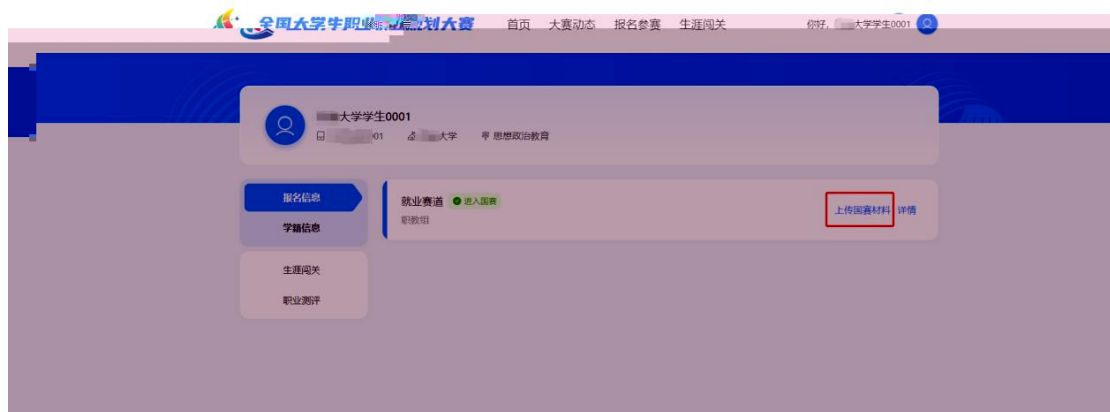 全国大学生职业规划大赛 首页 大赛动态 报名参赛 生涯闯关 你好, 大学学生0001
大学学生0001
01 大学 思想政治教育
报名信息
学籍信息
生涯闯关
职业测评
就业赛道 进入国赛
职教组
上传国赛材料 详情